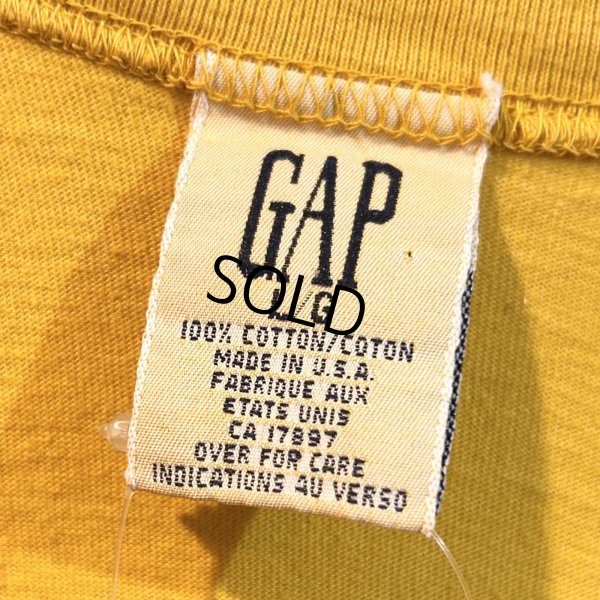 GAP
L/G
SOLD
100% COTTON/COTON
MADE IN U.S.A.
FABRIQUE AUX
ETATS UNIS
CA 17897
OVER FOR CARE
INDICATIONS AU VERSO